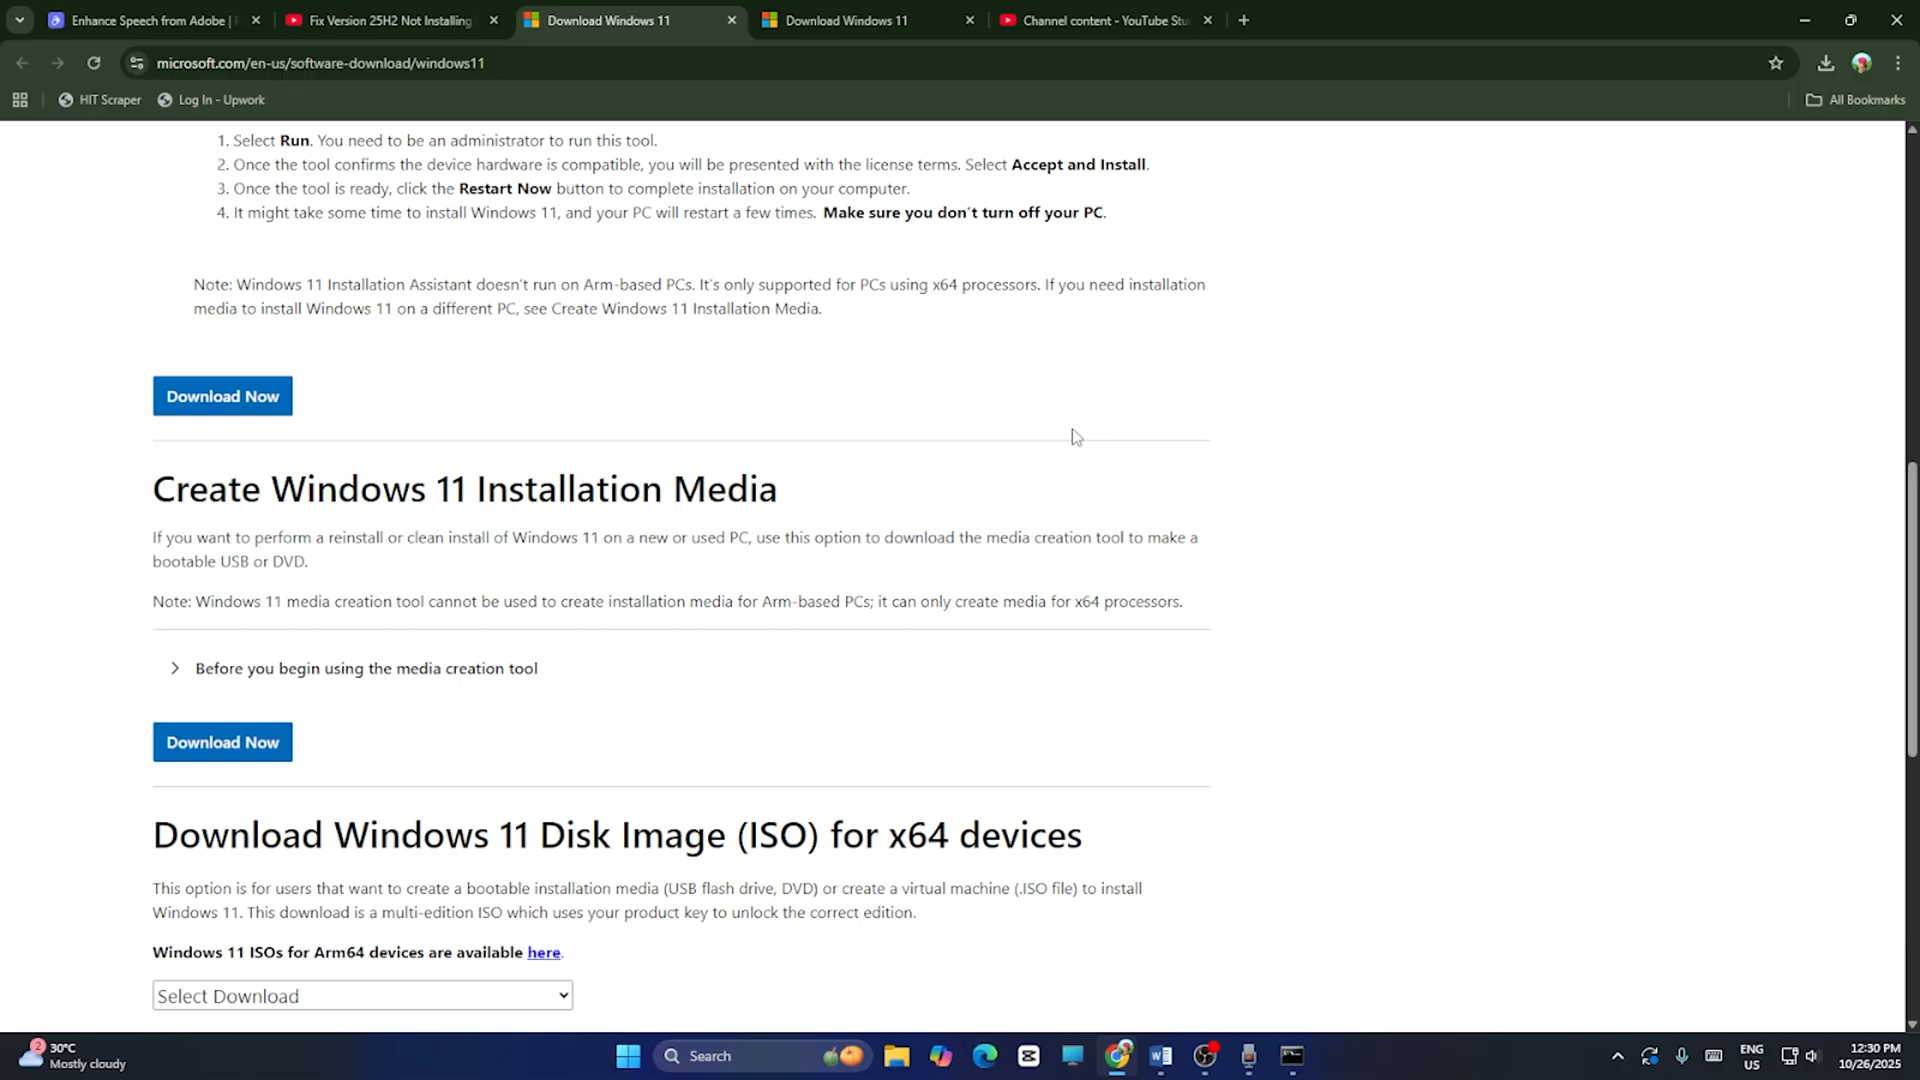 Enhance Speech from Adobe |
Fix Version 25H2 Not Installing
Download Windows 11
Download Windows 11
Channel content - YouTube Stu
microsoft.com/en-us/software-download/windows11
HIT Scraper
Log In - Upwork
All Bookmarks
1. Select Run. You need to be an administrator to run this tool.
2. Once the tool confirms the device hardware is compatible, you will be presented with the license terms. Select Accept and Install.
3. Once the tool is ready, click the Restart Now button to complete installation on your computer.
4. It might take some time to install Windows 11, and your PC will restart a few times. Make sure you don't turn off your PC.
Note: Windows 11 Installation Assistant doesn't run on Arm-based PCs. It's only supported for PCs using x64 processors. If you need installation
media to install Windows 11 on a different PC, see Create Windows 11 Installation Media.
Download Now
Create Windows 11 Installation Media
If you want to perform a reinstall or clean install of Windows 11 on a new or used PC, use this option to download the media creation tool to make a
bootable USB or DVD.
Note: Windows 11 media creation tool cannot be used to create installation media for Arm-based PCs; it can only create media for x64 processors.
Before you begin using the media creation tool
Download Now
Download Windows 11 Disk Image (ISO) for x64 devices
This option is for users that want to create a bootable installation media (USB flash drive, DVD) or create a virtual machine (.ISO file) to install
Windows 11. This download is a multi-edition ISO which uses your product key to unlock the correct edition.
Windows 11 ISOs for Arm64 devices are available here.
Select Download
2
30°C
Mostly cloudy
Search
ENG
US
12:30 PM
10/26/2025